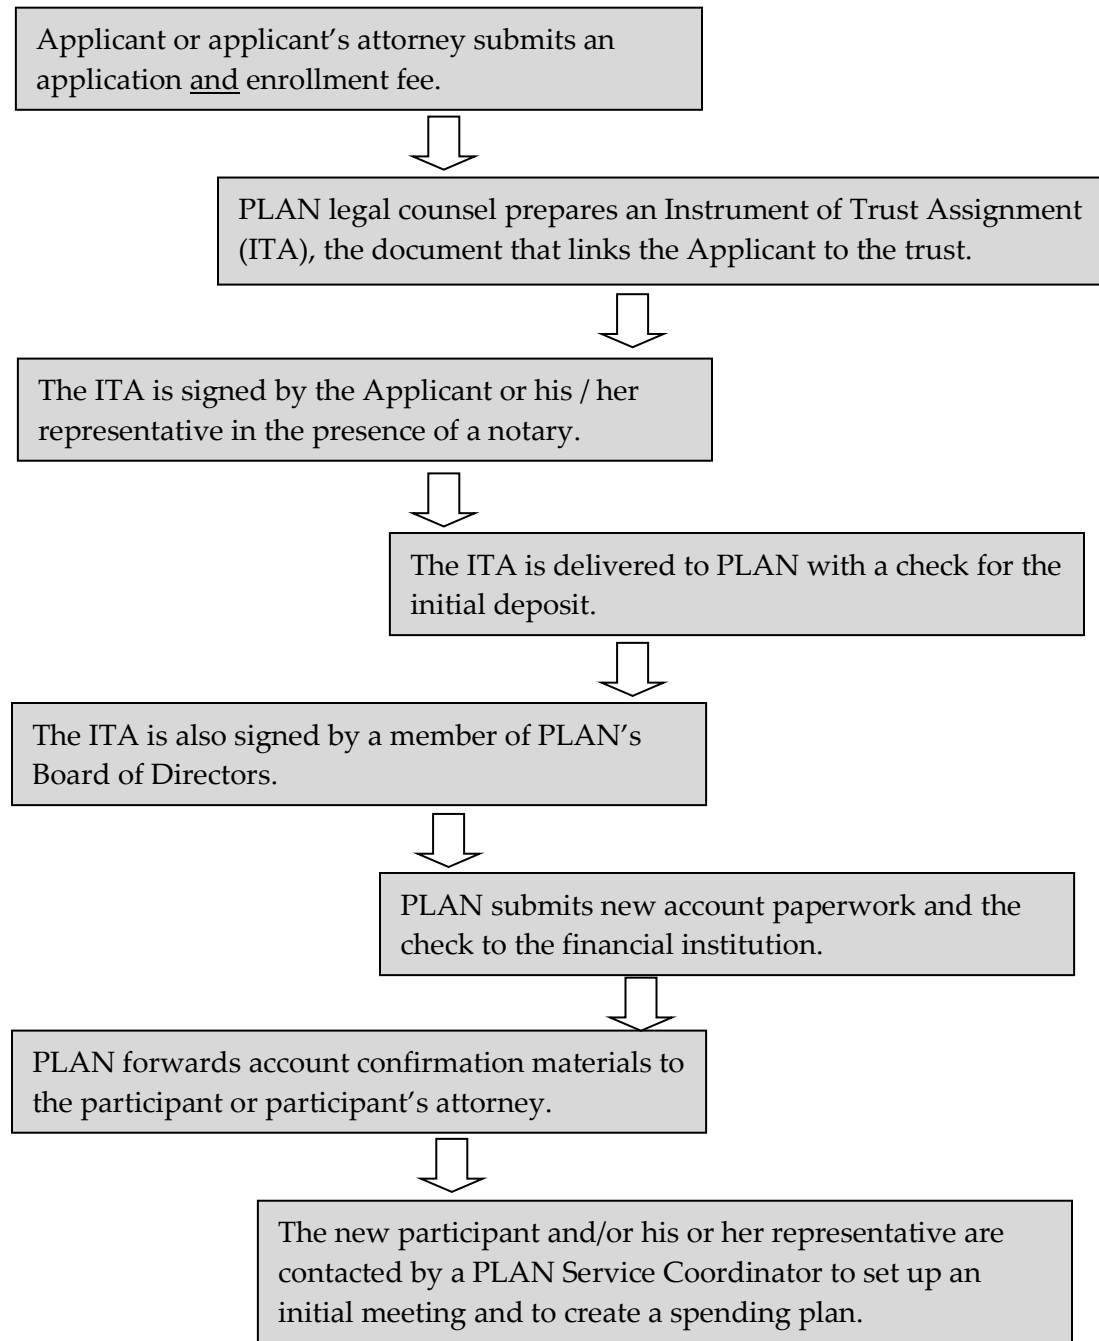 Applicant or applicant’s attorney submits an
application and enrollment fee.
PLAN legal counsel prepares an Instrument of Trust Assignment
(ITA), the document that links the Applicant to the trust.
The ITA is signed by the Applicant or his / her
representative in the presence of a notary.
The ITA is delivered to PLAN with a check for the
initial deposit.
The ITA is also signed by a member of PLAN’s
Board of Directors.
PLAN submits new account paperwork and the
check to the financial institution.
PLAN forwards account confirmation materials to
the participant or participant’s attorney.
The new participant and/or his or her representative are
contacted by a PLAN Service Coordinator to set up an
initial meeting and to create a spending plan.